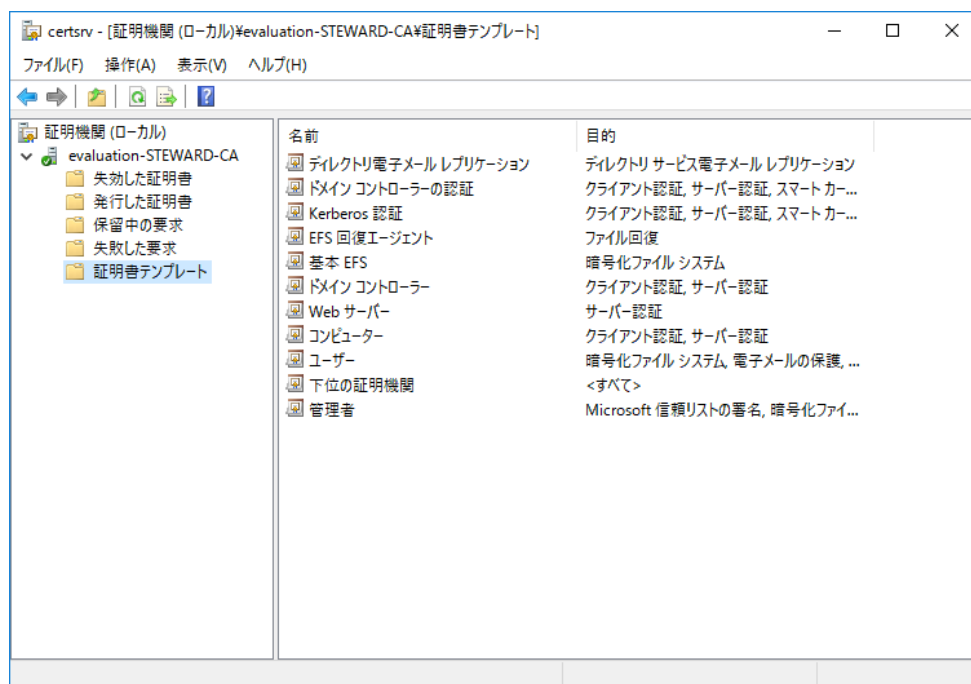 certsrv - [証明機関 (ローカル)¥evaluation-STEWARD-CA¥証明書テンプレート]
ファイル(F) 操作(A) 表示(V) ヘルプ(H)
証明機関 (ローカル)
evaluation-STEWARD-CA
失効した証明書
発行した証明書
保留中の要求
失敗した要求
証明書テンプレート
名前 目的
ディレクトリ電子メール レプリケーション ディレクトリ サービス電子メール レプリケーション
ドメイン コントローラーの認証 クライアント認証, サーバー認証, スマート カー...
Kerberos 認証 クライアント認証, サーバー認証, スマート カー...
EFS 回復エージェント ファイル回復
基本 EFS 暗号化ファイル システム
ドメイン コントローラー クライアント認証, サーバー認証
Web サーバー サーバー認証
コンピューター クライアント認証, サーバー認証
ユーザー 暗号化ファイル システム, 電子メールの保護, ...
下位の証明機関 <すべて>
管理者 Microsoft 信頼リストの署名, 暗号化ファイ...